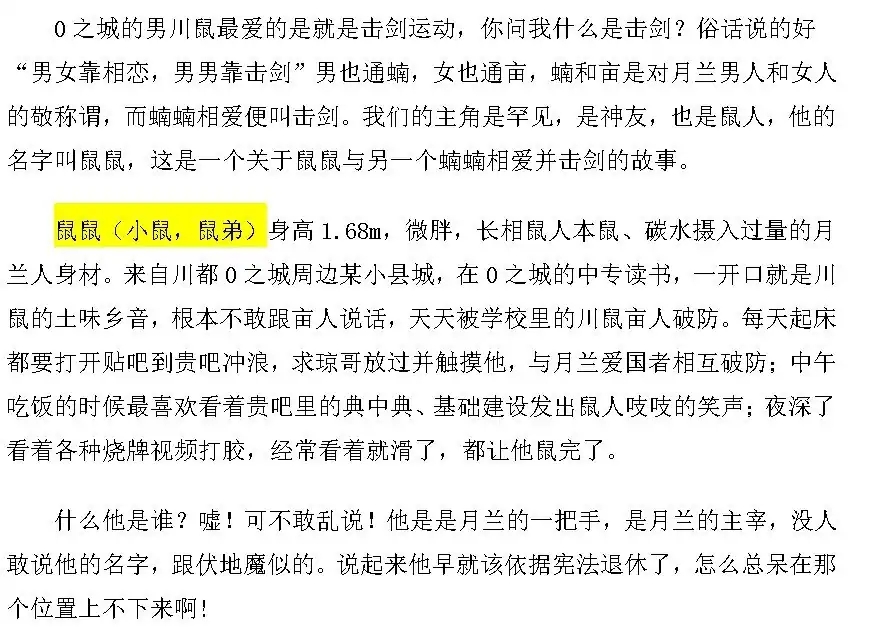 0 之城的男川鼠最爱的是就是击剑运动，你问我什么是击剑？俗话说的好
“男女靠相恋，男男靠击剑”男也通蝻，女也通亩，蝻和亩是对月兰男人和女人
的敬称谓，而蝻蝻相爱便叫击剑。我们的主角是罕见，是神友，也是鼠人，他的
名字叫鼠鼠，这是一个关于鼠鼠与另一个蝻蝻相爱并击剑的故事。
鼠鼠（小鼠，鼠弟）身高 1.68m，微胖，长相鼠人本鼠、碳水摄入过量的月
兰人身材。来自川都 0 之城周边某小县城，在 0 之城的中专读书，一开口就是川
鼠的土味乡音，根本不敢跟亩人说话，天天被学校里的川鼠亩人破防。每天起床
都要打开贴吧到贵吧冲浪，求琼哥放过并触摸他，与月兰爱国者相互破防；中午
吃饭的时候最喜欢看着贵吧里的典中典、基础建设发出鼠人吱吱的笑声；夜深了
看着各种烧牌视频打胶，经常看着就滑了，都让他鼠完了。
什么他是谁？嘘！可不敢乱说！他是是月兰的一把手，是月兰的主宰，没人
敢说他的名字，跟伏地魔似的。说起来他早就该依据宪法退休了，怎么总呆在那
个位置上不下来啊！